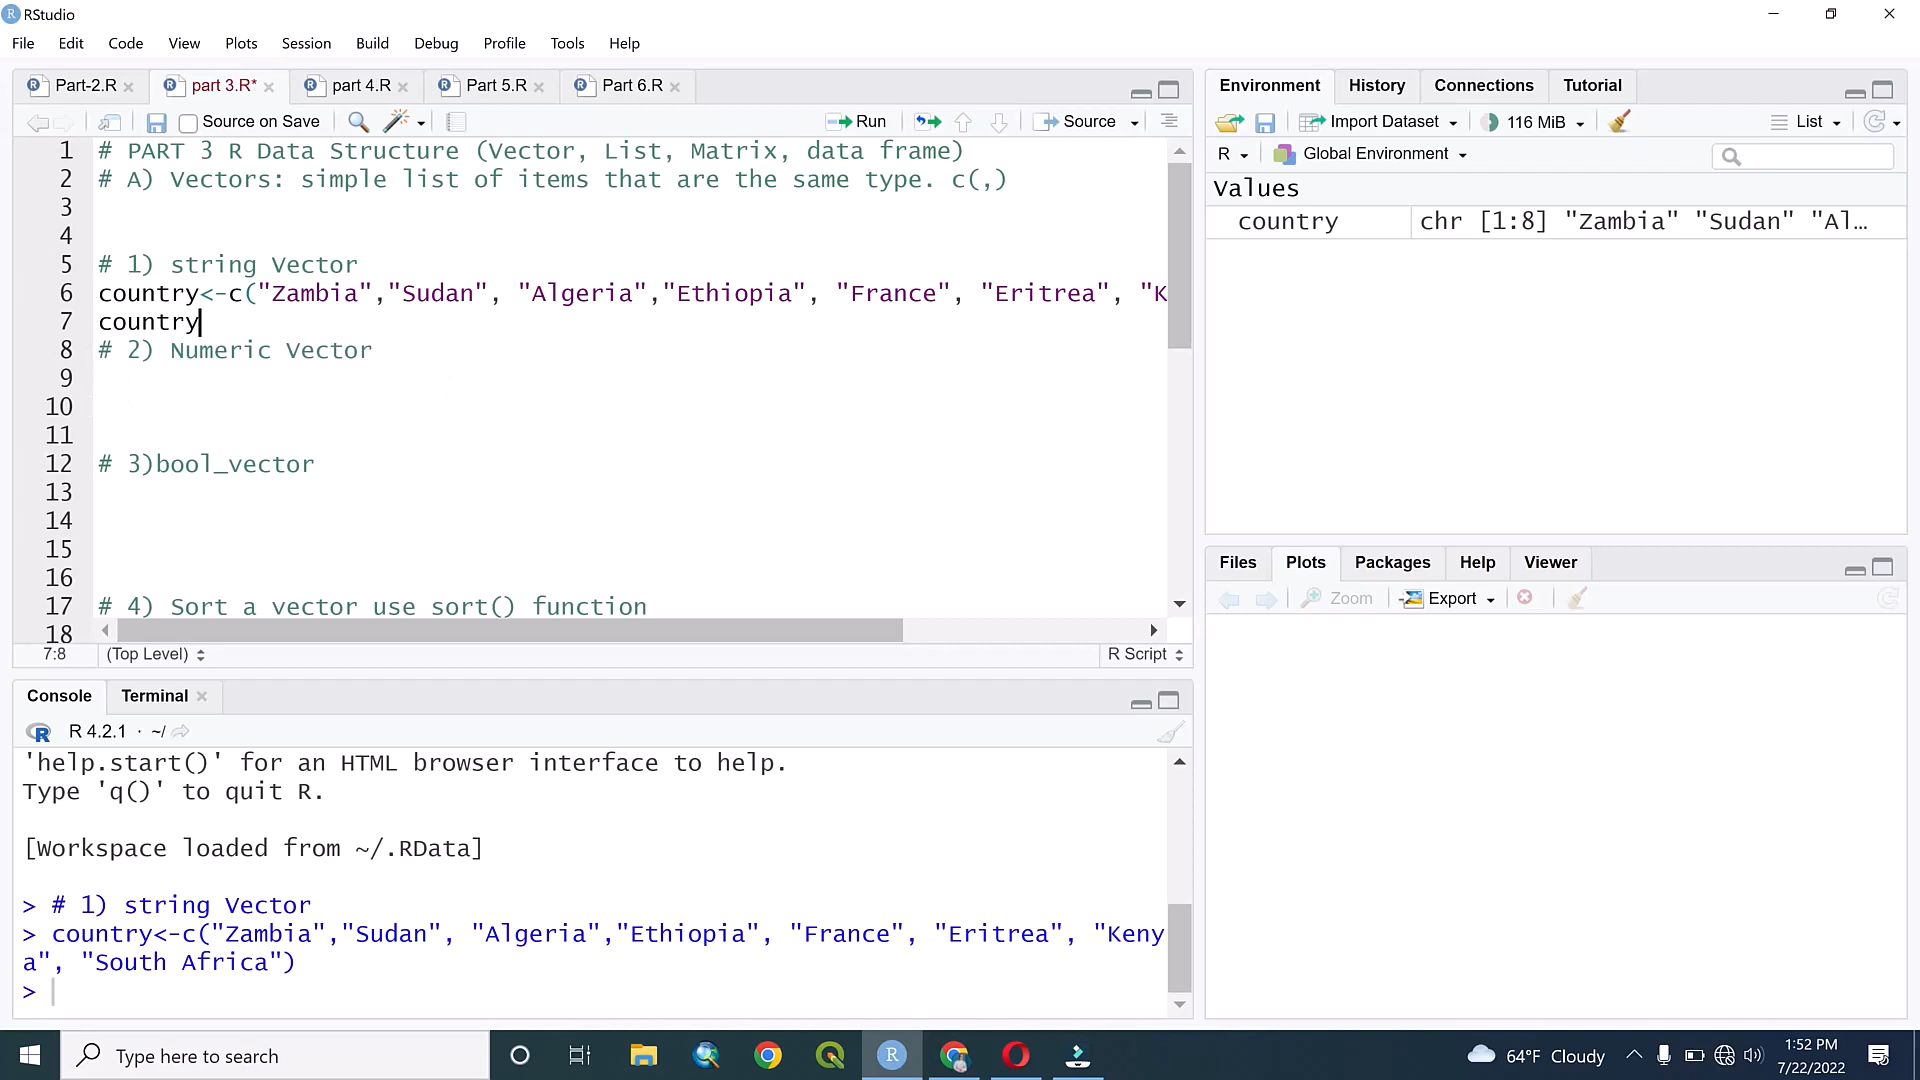 RStudio
File Edit Code View Plots Session Build Debug Profile Tools Help
Part-2.R part 3.R* part 4.R Part 5.R Part 6.R
Source on Save Run Source
1 # PART 3 R Data Structure (Vector, List, Matrix, data frame)
2 # A) Vectors: simple list of items that are the same type. c(,)
3
4
5 # 1) string Vector
6 country<-c("Zambia","Sudan", "Algeria","Ethiopia", "France", "Eritrea", "K
7 country
8 # 2) Numeric Vector
9
10
11
12 # 3)bool_vector
13
14
15
16
17 # 4) Sort a vector use sort() function
18
7:8 (Top Level) R Script
Console Terminal
R 4.2.1 · ~/
'help.start()' for an HTML browser interface to help.
Type 'q()' to quit R.
[Workspace loaded from ~/.RData]
> # 1) string Vector
> country<-c("Zambia","Sudan", "Algeria","Ethiopia", "France", "Eritrea", "Keny
a", "South Africa")
>
Environment History Connections Tutorial
Import Dataset 116 MiB List
R Global Environment
Values
country chr [1:8] "Zambia" "Sudan" "Al…
Files Plots Packages Help Viewer
Zoom Export
Type here to search
64°F Cloudy
1:52 PM
7/22/2022